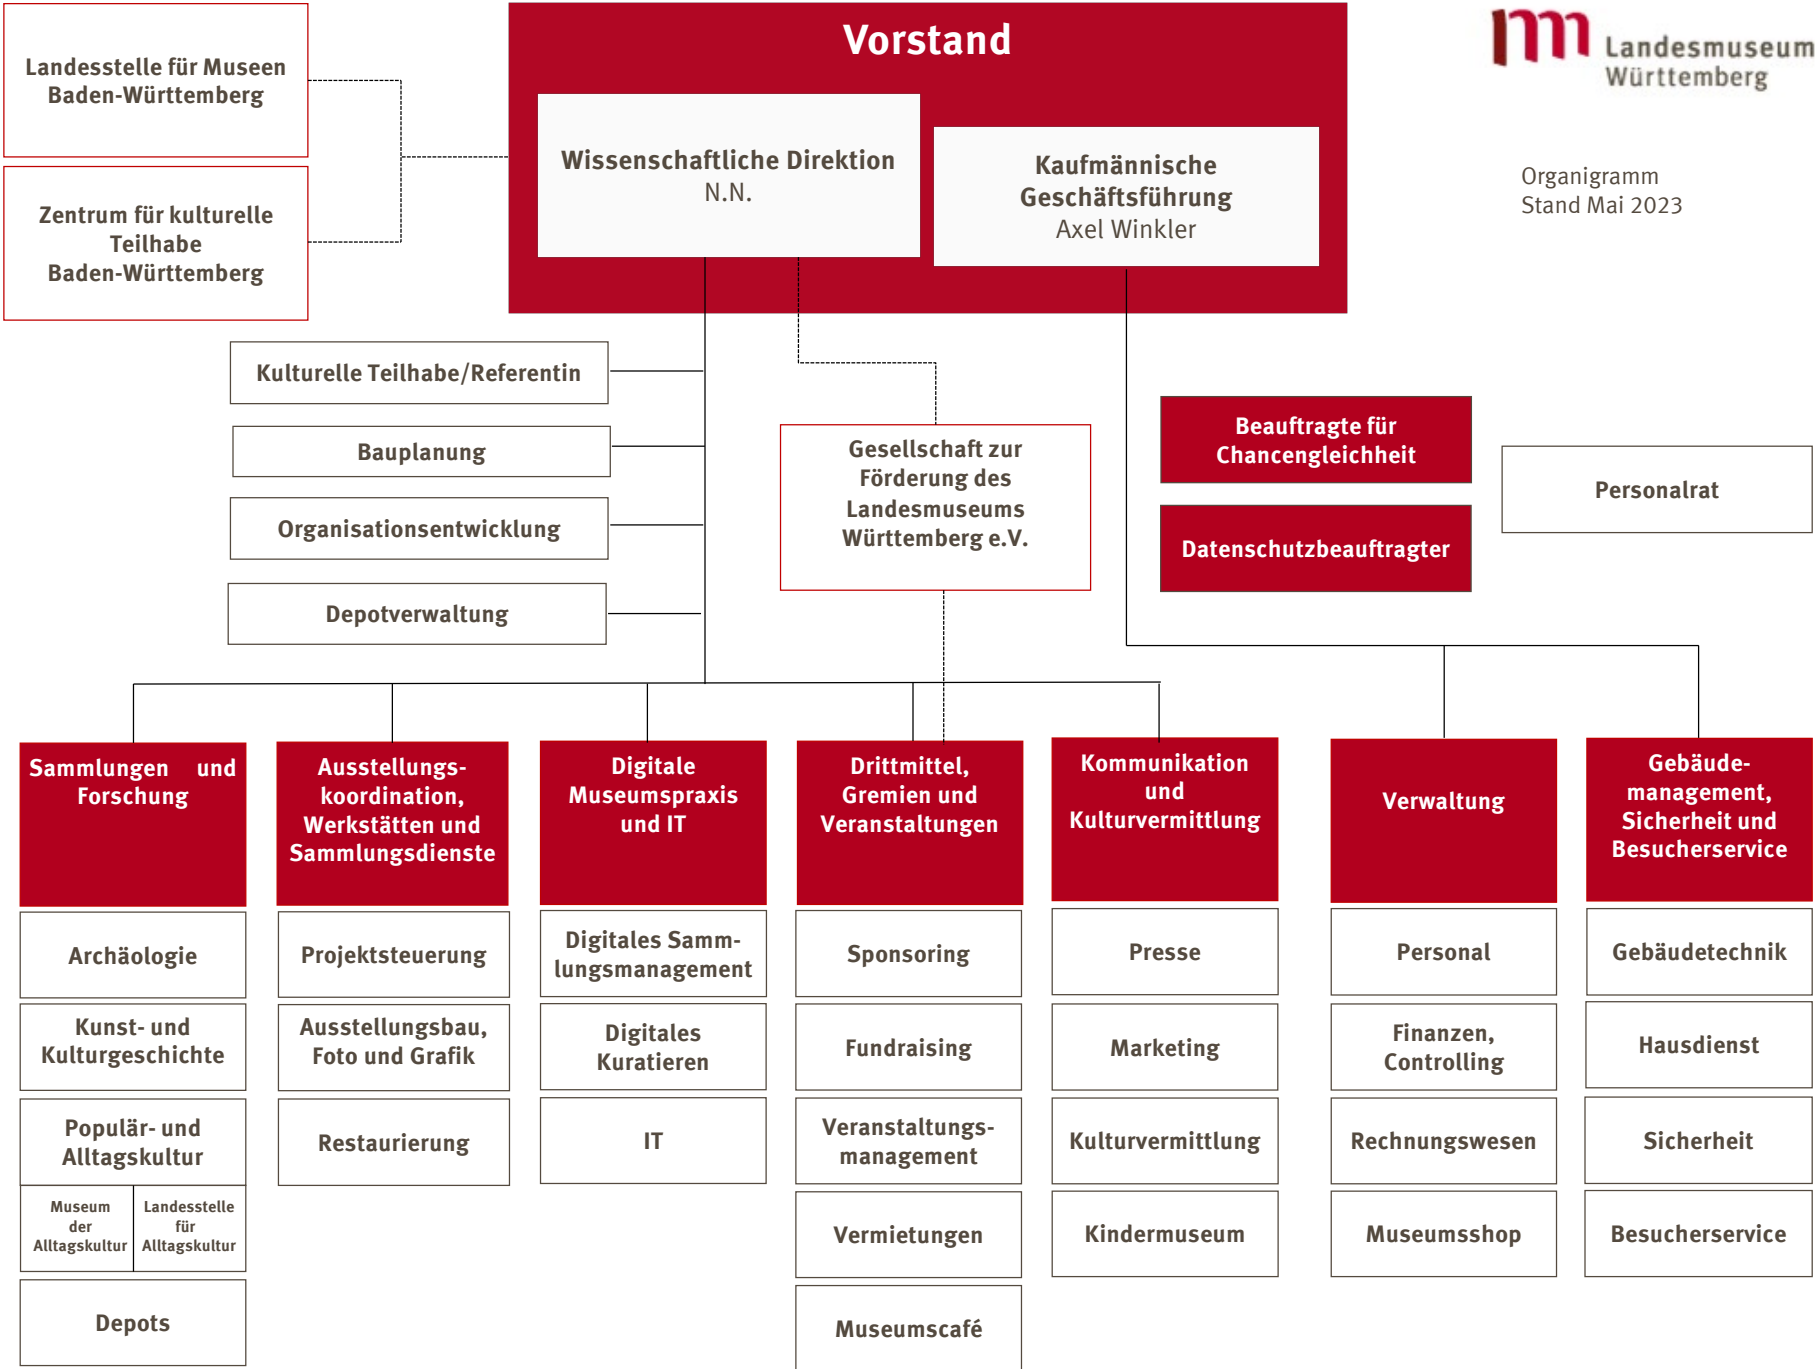 Vorstand
Landesmuseum
Württemberg
Organigramm
Stand Mai 2023
Landesstelle für Museen
Baden-Württemberg
Zentrum für kulturelle
Teilhabe
Baden-Württemberg
Wissenschaftliche Direktion
N.N.
Kaufmännische
Geschäftsführung
Axel Winkler
Kulturelle Teilhabe/Referentin
Bauplanung
Organisationsentwicklung
Depotverwaltung
Gesellschaft zur
Förderung des
Landesmuseums
Württemberg e.V.
Beauftragte für
Chancengleichheit
Datenschutzbeauftragter
Personalrat
Sammlungen und
Forschung
Archäologie
Kunst- und
Kulturgeschichte
Populär- und
Alltagskultur
Museum
der
Alltagskultur
Landesstelle
für
Alltagskultur
Depots
Ausstellungs-
koordination,
Werkstätten und
Sammlungsdienste
Projektsteuerung
Ausstellungsbau,
Foto und Grafik
Restaurierung
Digitale
Museumspraxis
und IT
Digitales Samm-
lungsmanagement
Digitales
Kuratieren
IT
Drittmittel,
Gremien und
Veranstaltungen
Sponsoring
Fundraising
Veranstaltungs-
management
Vermietungen
Museumscafé
Kommunikation
und
Kulturvermittlung
Presse
Marketing
Kulturvermittlung
Kindermuseum
Verwaltung
Personal
Finanzen,
Controlling
Rechnungswesen
Museumsshop
Gebäude-
management,
Sicherheit und
Besucherservice
Gebäudetechnik
Hausdienst
Sicherheit
Besucherservice